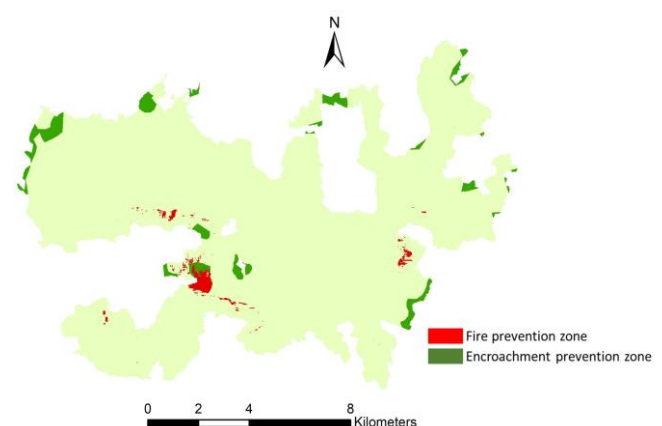 N
Fire prevention zone
Encroachment prevention zone
0 2 4 8
Kilometers